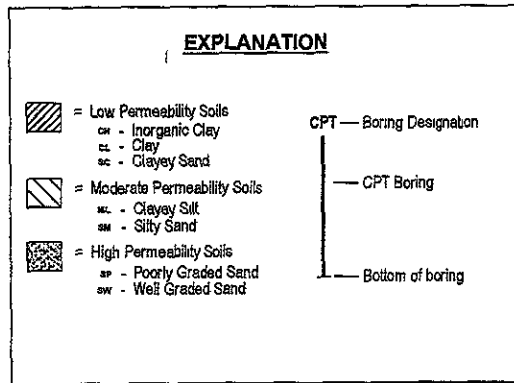 EXPLANATION
= Low Permeability Soils
CH - Inorganic Clay
CL - Clay
SC - Clayey Sand
= Moderate Permeability Soils
ML - Clayey Silt
SM - Silty Sand
= High Permeability Soils
SP - Poorly Graded Sand
SW - Well Graded Sand
CPT — Boring Designation
CPT Boring
Bottom of boring